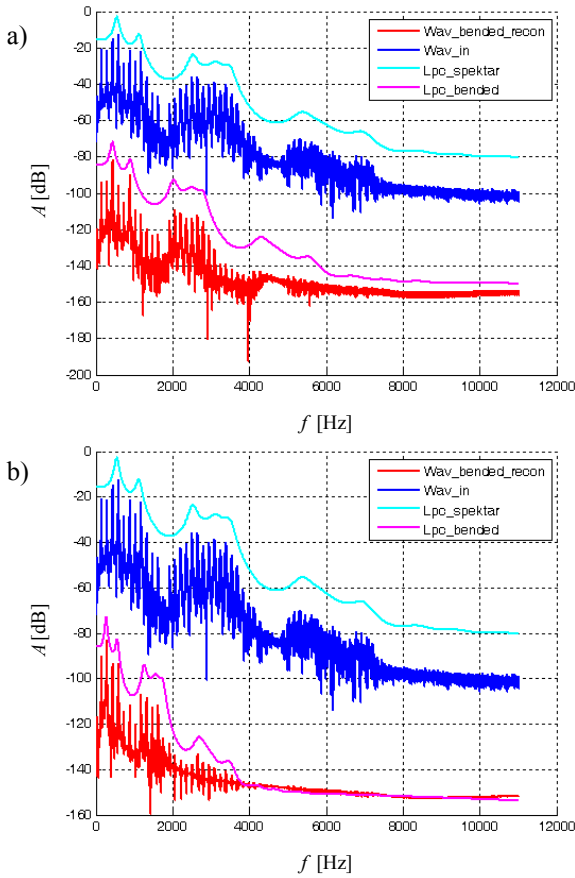 a)
0
-20
-40
-60
-80
-100
-120
-140
-160
-180
-200
A [dB]
Wav_bended_recon
Wav_in
Lpc_spektar
Lpc_bended
0 2000 4000 6000 8000 10000 12000
f [Hz]
b)
0
-20
-40
-60
-80
-100
-120
-140
-160
A [dB]
Wav_bended_recon
Wav_in
Lpc_spektar
Lpc_bended
0 2000 4000 6000 8000 10000 12000
f [Hz]